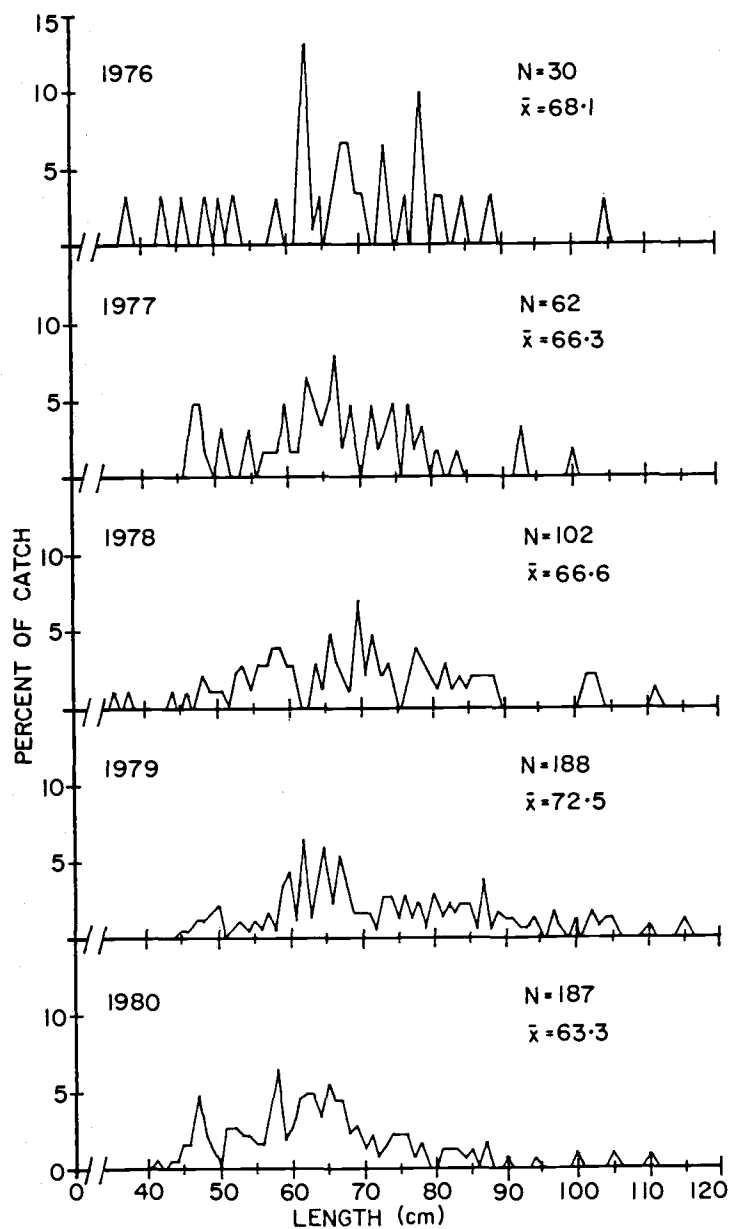 15
1976
N=30
10
x̄=68·1
5
1977
N=62
10
x̄=66·3
5
1978
N=102
10
x̄=66·6
5
PERCENT OF CATCH
1979
N=188
10
x̄=72·5
5
1980
N=187
10
x̄=63·3
5
0
0 40 50 60 70 80 90 100 110 120
LENGTH (cm)